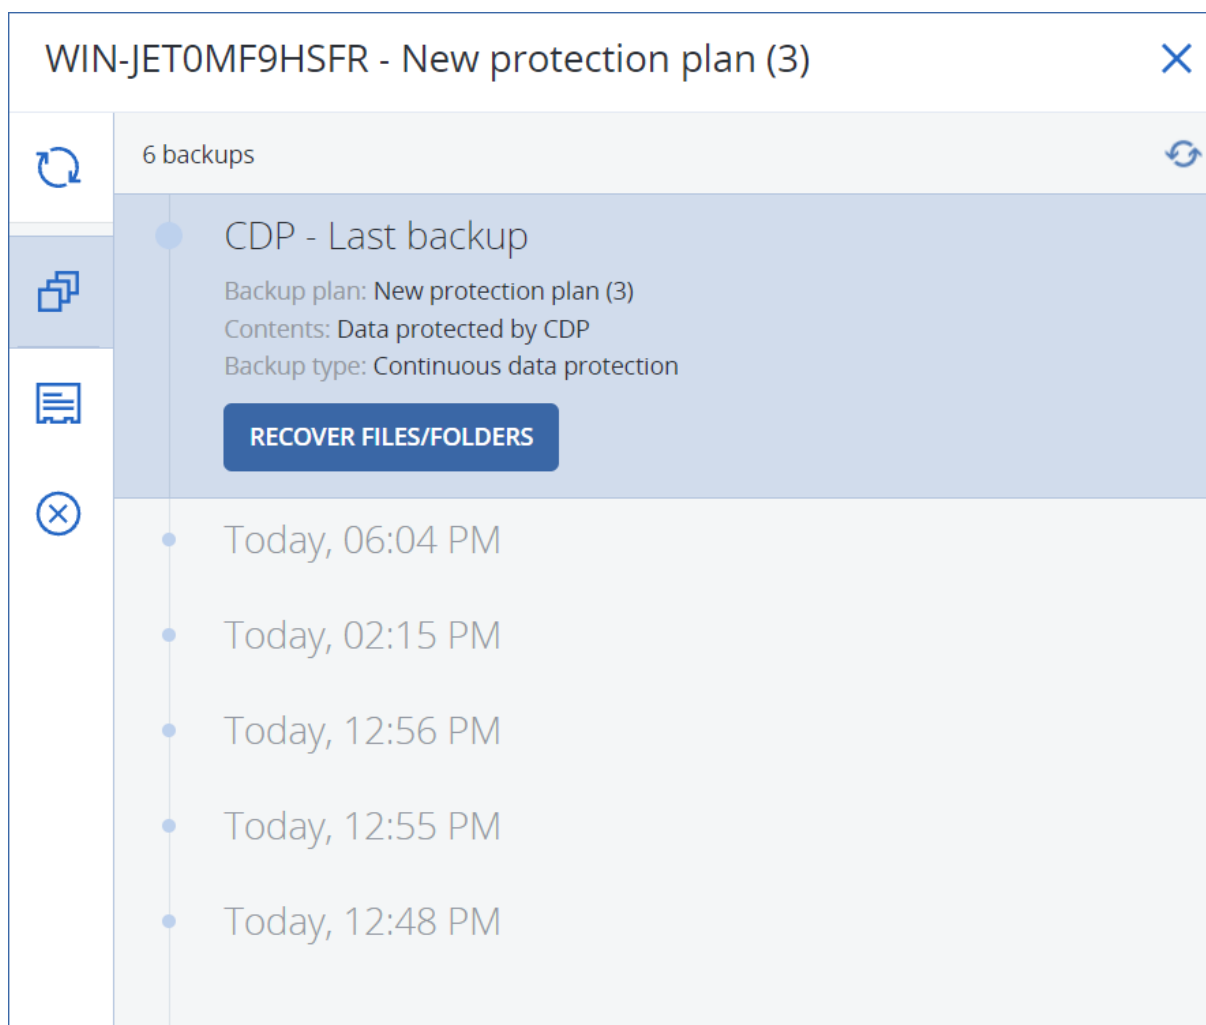 WIN-JET0MF9HSFR - New protection plan (3)
6 backups
CDP - Last backup
Backup plan: New protection plan (3)
Contents: Data protected by CDP
Backup type: Continuous data protection
RECOVER FILES/FOLDERS
Today, 06:04 PM
Today, 02:15 PM
Today, 12:56 PM
Today, 12:55 PM
Today, 12:48 PM